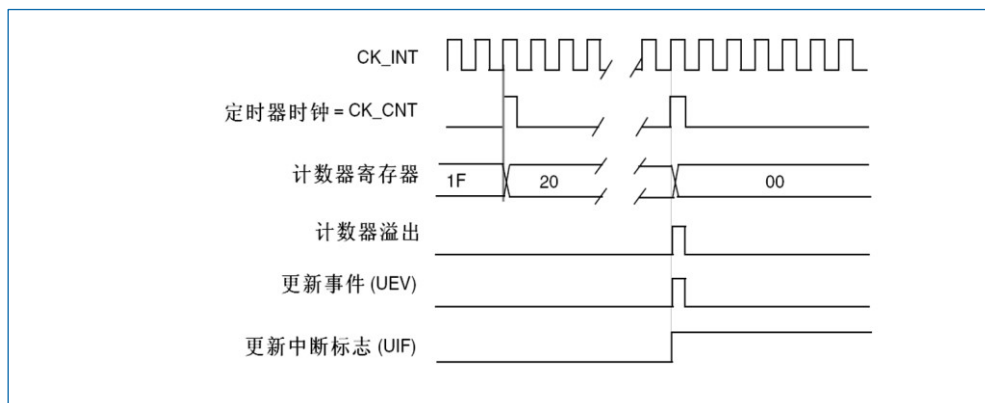 CK_INT
定时器时钟 = CK_CNT
计数器寄存器
1F
20
00
计数器溢出
更新事件 (UEV)
更新中断标志 (UIF)